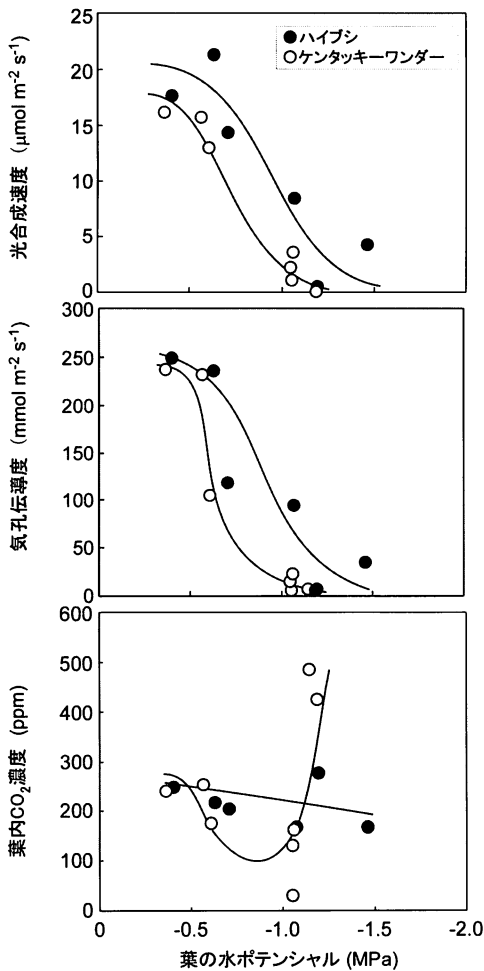 25
20
15
10
5
0
光合成速度 (μmol m-2 s-1)
● ハイブシ
○ ケンタッキーワンダー
300
250
200
150
100
50
0
気孔伝導度 (mmol m-2 s-1)
600
500
400
300
200
100
0
葉内CO2濃度 (ppm)
0 -0.5 -1.0 -1.5 -2.0
葉の水ポテンシャル (MPa)